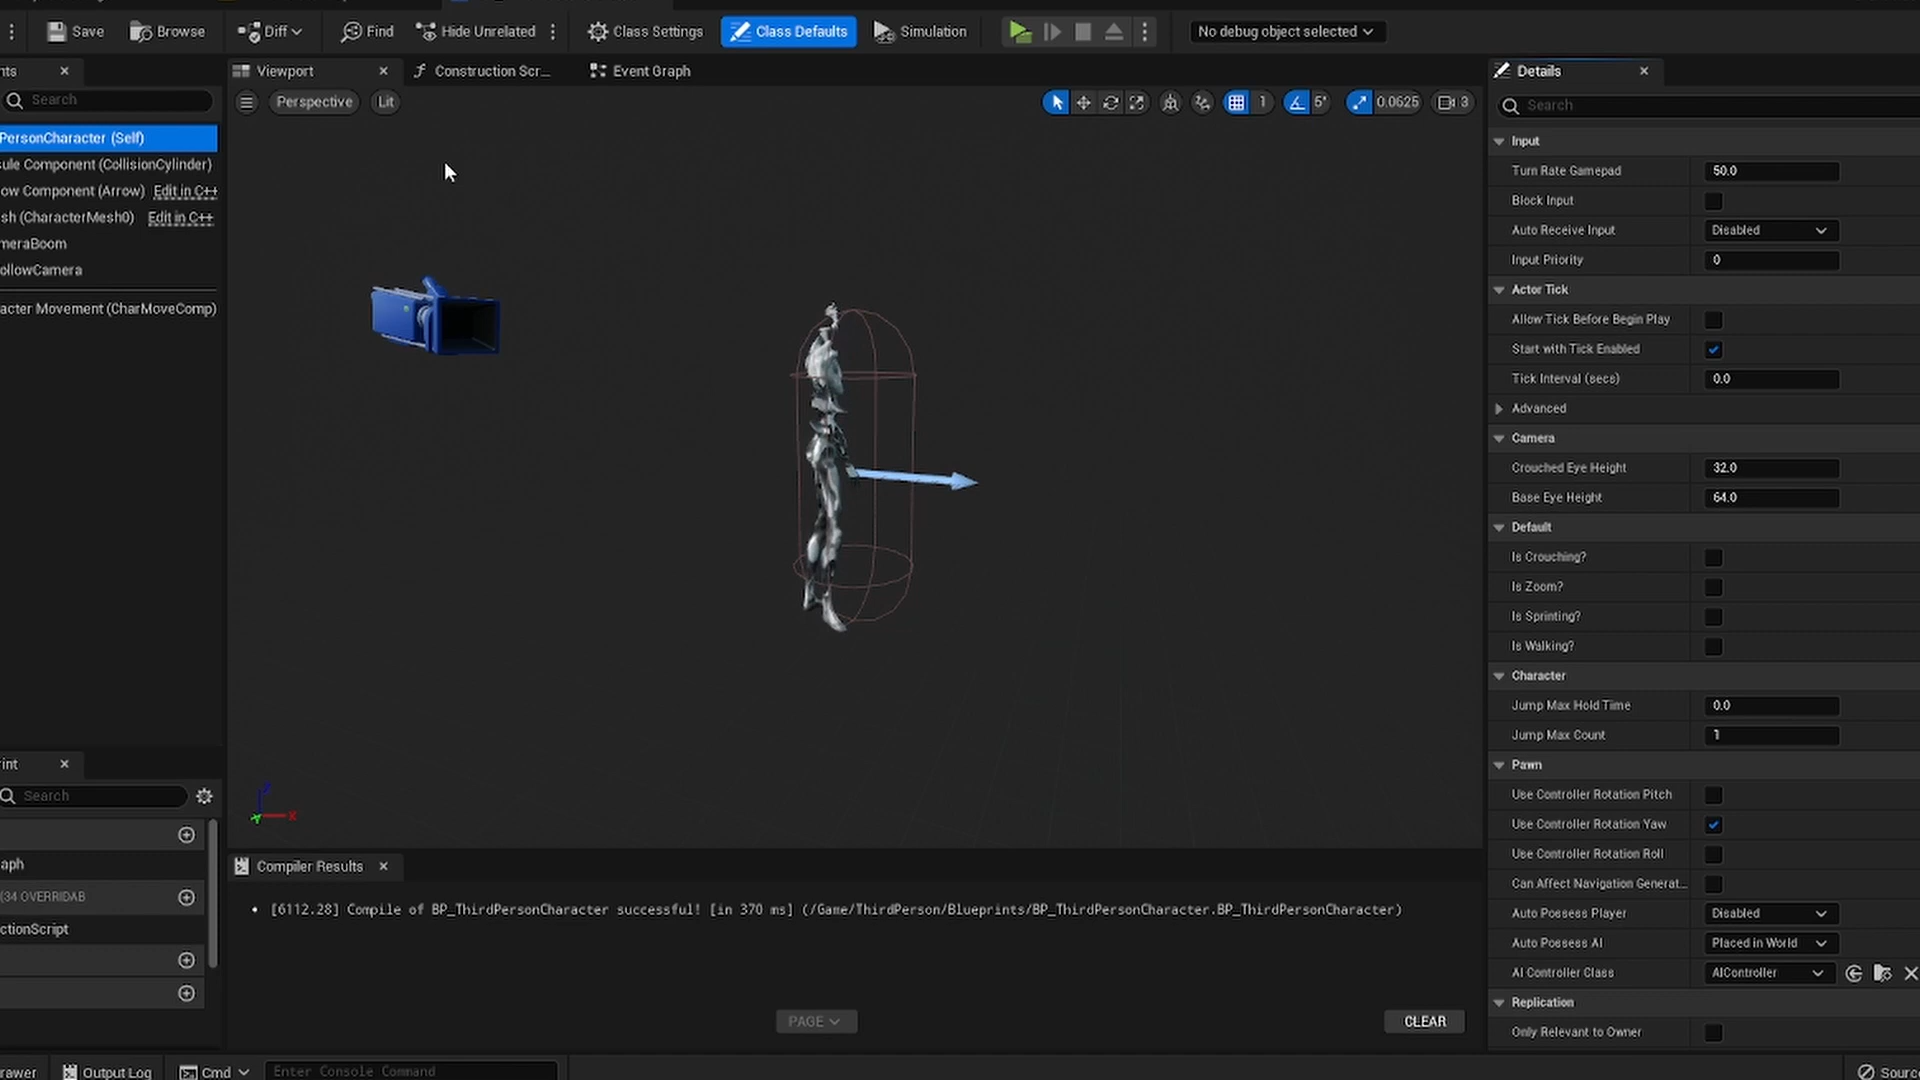 Save
Browse
Diff
Find
Hide Unrelated
Class Settings
Class Defaults
Simulation
No debug object selected
nts
Viewport
Construction Scr...
Event Graph
Details
Search
Perspective
Lit
1
5°
0.0625
3
Search
PersonCharacter (Self)
sule Component (CollisionCylinder)
ow Component (Arrow) Edit in C++
sh (CharacterMesh0) Edit in C++
meraBoom
ollowCamera
acter Movement (CharMoveComp)
Input
Turn Rate Gamepad 50.0
Block Input
Auto Receive Input Disabled
Input Priority 0
Actor Tick
Allow Tick Before Begin Play
Start with Tick Enabled
Tick Interval (secs) 0.0
Advanced
Camera
Crouched Eye Height 32.0
Base Eye Height 64.0
Default
Is Crouching?
Is Zoom?
Is Sprinting?
Is Walking?
Character
Jump Max Hold Time 0.0
Jump Max Count 1
Pawn
Use Controller Rotation Pitch
Use Controller Rotation Yaw
Use Controller Rotation Roll
Can Affect Navigation Generat...
Auto Possess Player Disabled
Auto Possess AI Placed in World
AI Controller Class AIController
Replication
Only Relevant to Owner
int
Search
aph
(34 OVERRIDAB
ctionScript
X
Compiler Results
[6112.28] Compile of BP_ThirdPersonCharacter successful! [in 370 ms] (/Game/ThirdPerson/Blueprints/BP_ThirdPersonCharacter.BP_ThirdPersonCharacter)
PAGE
CLEAR
rawer
Output Log
Cmd
Enter Console Command
Sourc